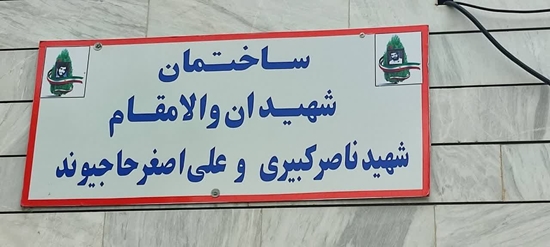 ساختمان
شهیدان والامقام
شهید ناصر کبیری و علی اصغر حاجیوند